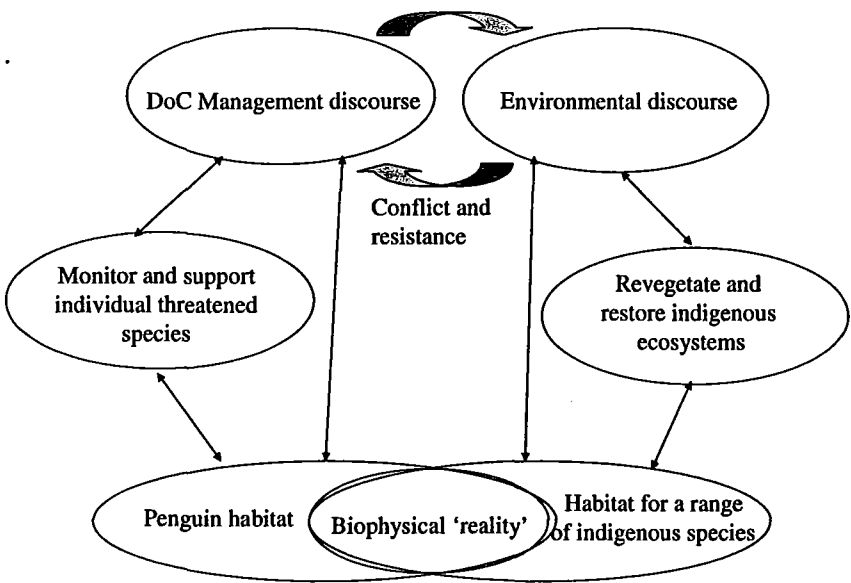 DoC Management discourse
Environmental discourse
Conflict and
resistance
Monitor and support
individual threatened
species
Revegetate and
restore indigenous
ecosystems
Penguin habitat
Biophysical ‘reality’
Habitat for a range
of indigenous species